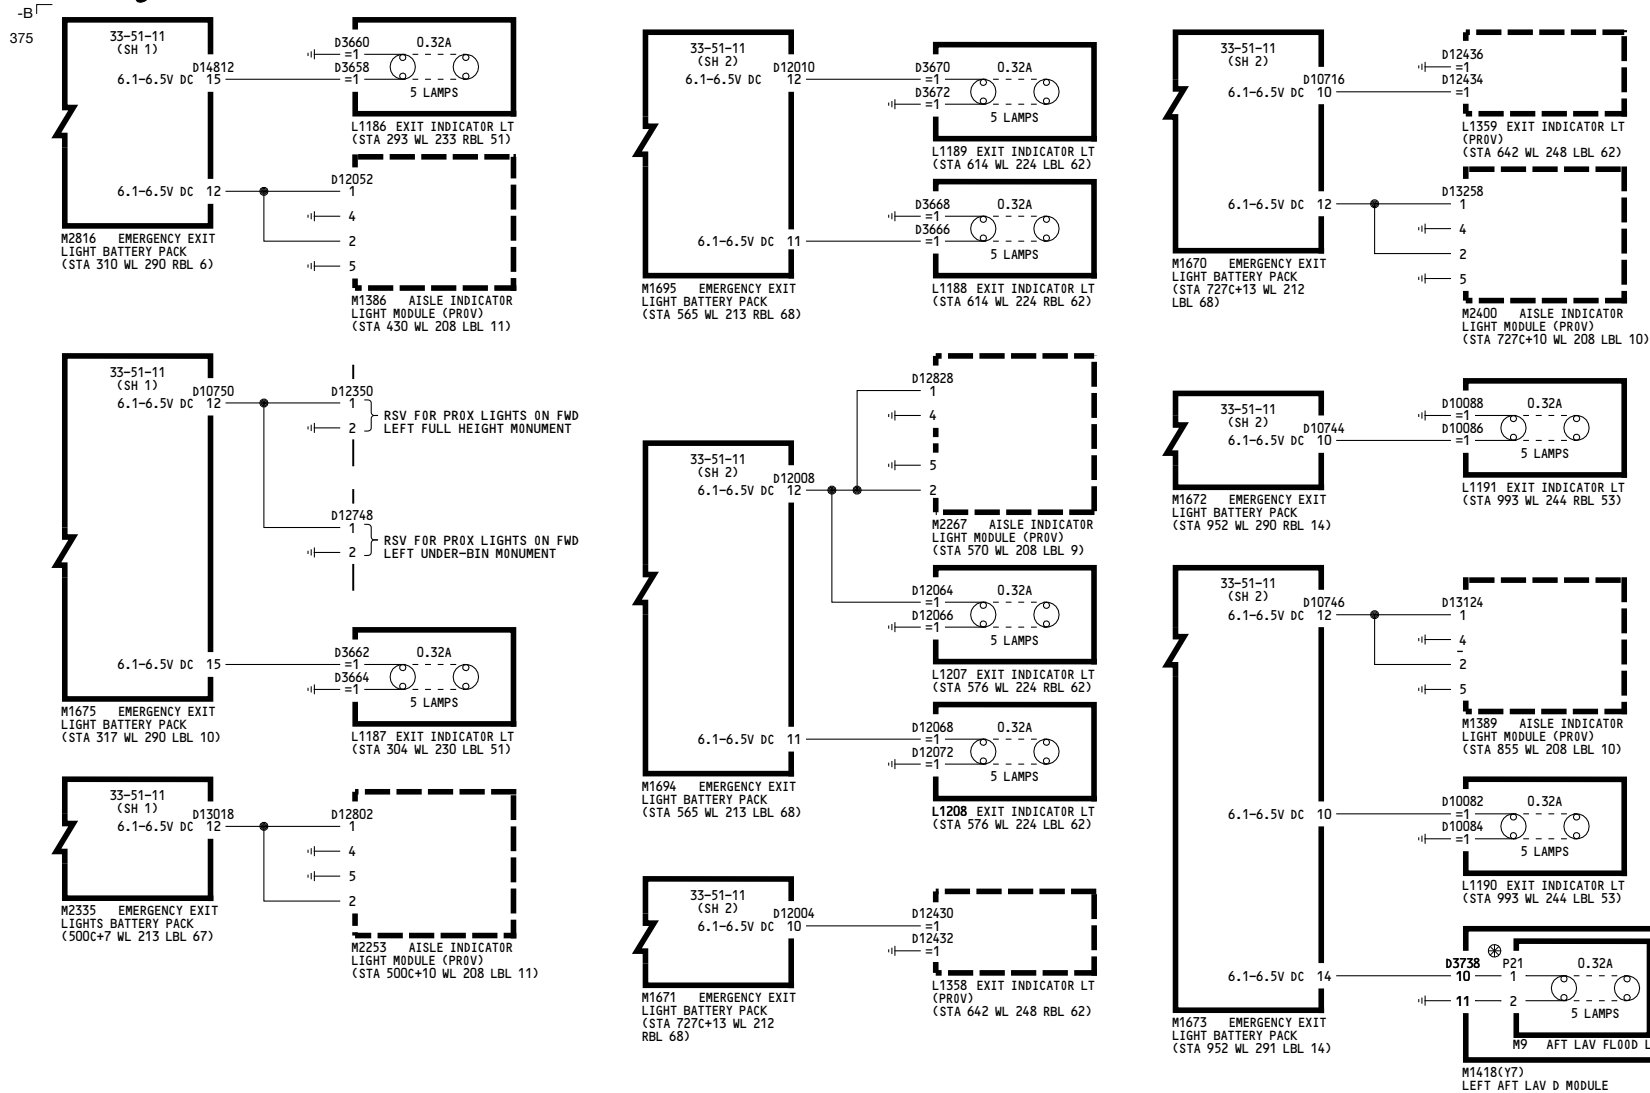 -B
375
33-51-11
(SH 1)
D14812
6.1-6.5V DC 15
6.1-6.5V DC 12
M2816 EMERGENCY EXIT
LIGHT BATTERY PACK
(STA 310 WL 290 RBL 6)
D3660
=1
D3658
=1
0.32A
5 LAMPS
L1186 EXIT INDICATOR LT
(STA 293 WL 233 RBL 51)
D12052
1
4
2
5
M1386 AISLE INDICATOR
LIGHT MODULE (PROV)
(STA 430 WL 208 LBL 11)
33-51-11
(SH 1)
D10750
6.1-6.5V DC 12
6.1-6.5V DC 15
M1675 EMERGENCY EXIT
LIGHT BATTERY PACK
(STA 317 WL 290 LBL 10)
D12350
1
2
RSV FOR PROX LIGHTS ON FWD
LEFT FULL HEIGHT MONUMENT
D12748
1
2
RSV FOR PROX LIGHTS ON FWD
LEFT UNDER-BIN MONUMENT
D3662
=1
D3664
=1
0.32A
5 LAMPS
L1187 EXIT INDICATOR LT
(STA 304 WL 230 LBL 51)
33-51-11
(SH 1)
D13018
6.1-6.5V DC 12
M2335 EMERGENCY EXIT
LIGHTS BATTERY PACK
(500C+7 WL 213 LBL 67)
D12802
1
4
5
2
M2253 AISLE INDICATOR
LIGHT MODULE (PROV)
(STA 500C+10 WL 208 LBL 11)
33-51-11
(SH 2)
D12010
6.1-6.5V DC 12
6.1-6.5V DC 11
M1695 EMERGENCY EXIT
LIGHT BATTERY PACK
(STA 565 WL 213 RBL 68)
D3670
=1
D3672
=1
0.32A
5 LAMPS
L1189 EXIT INDICATOR LT
(STA 614 WL 224 LBL 62)
D3668
=1
D3666
=1
0.32A
5 LAMPS
L1188 EXIT INDICATOR LT
(STA 614 WL 224 RBL 62)
33-51-11
(SH 2)
D12008
6.1-6.5V DC 12
6.1-6.5V DC 11
M1694 EMERGENCY EXIT
LIGHT BATTERY PACK
(STA 565 WL 213 LBL 68)
D12828
1
4
5
2
M2267 AISLE INDICATOR
LIGHT MODULE (PROV)
(STA 570 WL 208 LBL 9)
D12064
=1
D12066
=1
0.32A
5 LAMPS
L1207 EXIT INDICATOR LT
(STA 576 WL 224 RBL 62)
D12068
=1
D12072
=1
0.32A
5 LAMPS
L1208 EXIT INDICATOR LT
(STA 576 WL 224 LBL 62)
33-51-11
(SH 2)
D12004
6.1-6.5V DC 10
M1671 EMERGENCY EXIT
LIGHT BATTERY PACK
(STA 727C+13 WL 212
RBL 68)
D12430
=1
D12432
=1
L1358 EXIT INDICATOR LT
(PROV)
(STA 642 WL 248 RBL 62)
33-51-11
(SH 2)
D10716
6.1-6.5V DC 10
6.1-6.5V DC 12
M1670 EMERGENCY EXIT
LIGHT BATTERY PACK
(STA 727C+13 WL 212
LBL 68)
D12436
=1
D12434
=1
L1359 EXIT INDICATOR LT
(PROV)
(STA 642 WL 248 LBL 62)
D13258
1
4
2
5
M2400 AISLE INDICATOR
LIGHT MODULE (PROV)
(STA 727C+10 WL 208 LBL 10)
33-51-11
(SH 2)
D10744
6.1-6.5V DC 10
M1672 EMERGENCY EXIT
LIGHT BATTERY PACK
(STA 952 WL 290 RBL 14)
D10088
=1
D10086
=1
0.32A
5 LAMPS
L1191 EXIT INDICATOR LT
(STA 993 WL 244 RBL 53)
33-51-11
(SH 2)
D10746
6.1-6.5V DC 12
6.1-6.5V DC 10
6.1-6.5V DC 14
M1673 EMERGENCY EXIT
LIGHT BATTERY PACK
(STA 952 WL 291 LBL 14)
D13124
1
4
2
5
M1389 AISLE INDICATOR
LIGHT MODULE (PROV)
(STA 855 WL 208 LBL 10)
D10082
=1
D10084
=1
0.32A
5 LAMPS
L1190 EXIT INDICATOR LT
(STA 993 WL 244 LBL 53)
D3738 P21
10 1
11 2
0.32A
5 LAMPS
M9 AFT LAV FLOOD L
M1418(Y7)
LEFT AFT LAV D MODULE